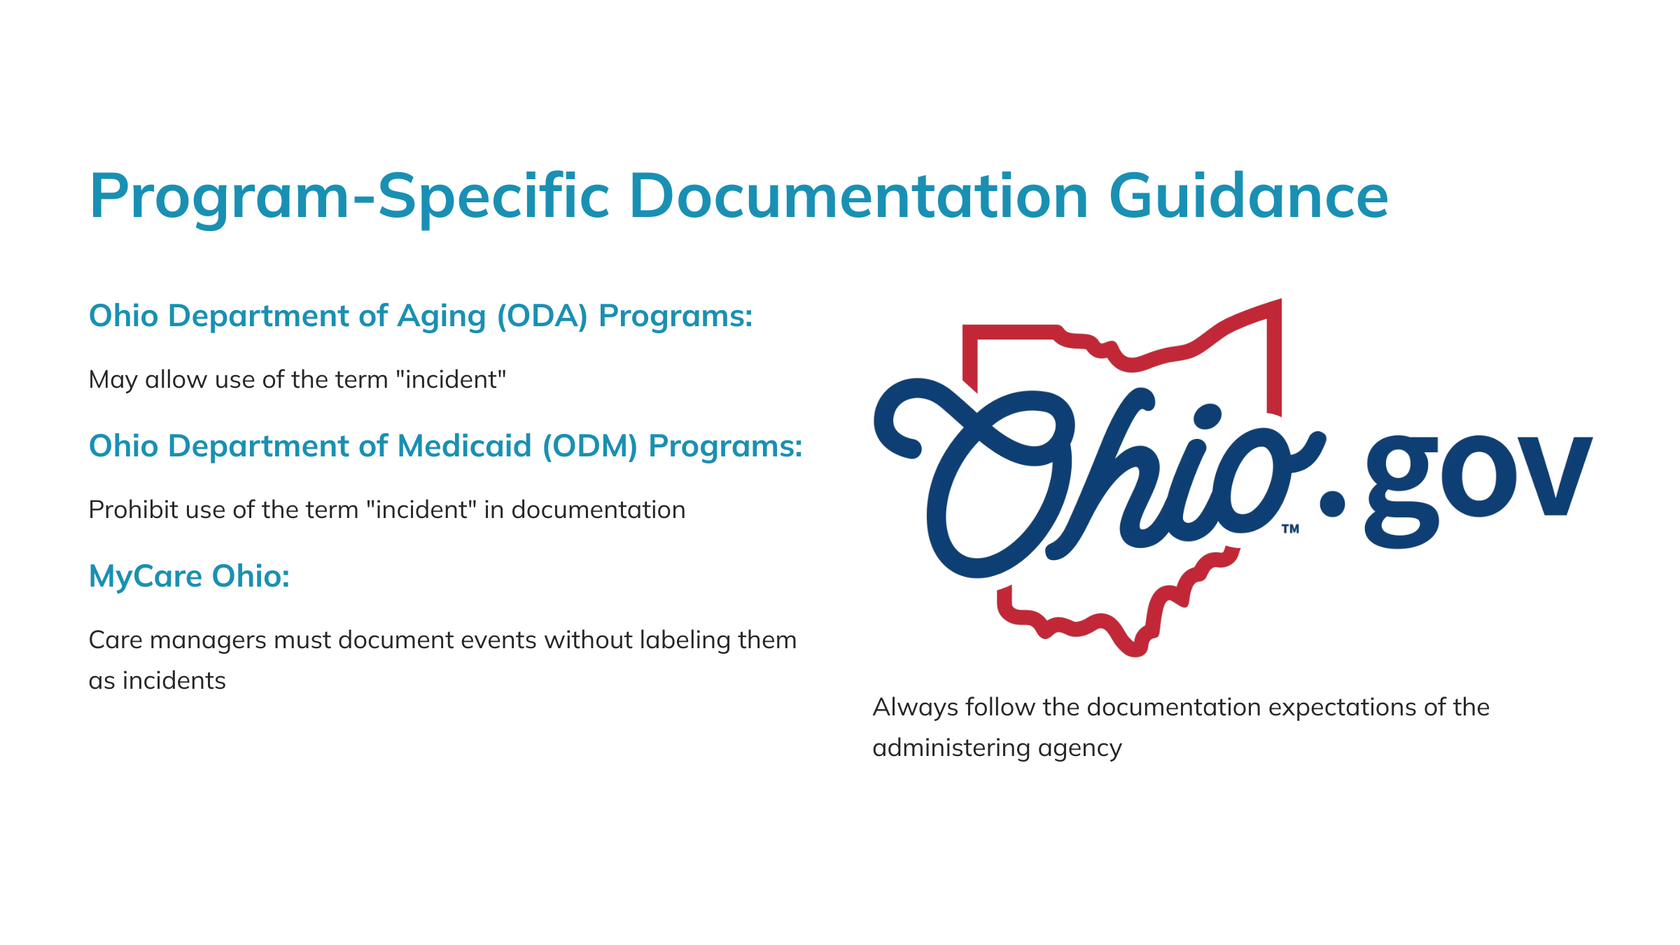 Program-Specific Documentation Guidance
Ohio Department of Aging (ODA) Programs:
May allow use of the term "incident"
Ohio Department of Medicaid (ODM) Programs:
Prohibit use of the term "incident" in documentation
MyCare Ohio:
Care managers must document events without labeling them
as incidents
Ohio.gov
TM
Always follow the documentation expectations of the
administering agency